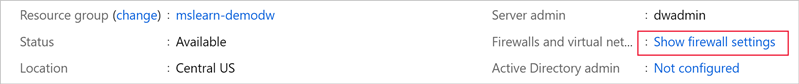 Resource group (change) : mslearn-demodw
Server admin : dwadmin
Status : Available
Firewalls and virtual net... : Show firewall settings
Location : Central US
Active Directory admin : Not configured